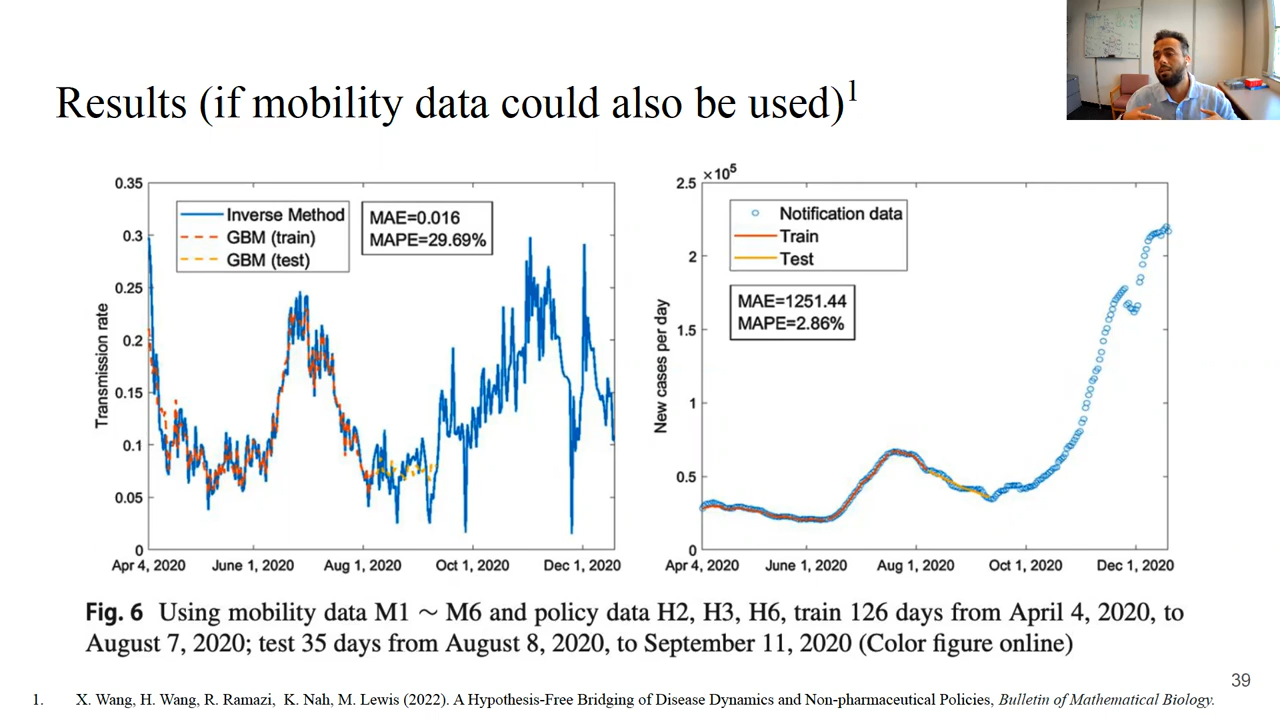 Results (if mobility data could also be used)1
0.35
0.3
0.25
0.2
0.15
0.1
0.05
0
Transmission rate
Inverse Method
GBM (train)
GBM (test)
MAE=0.016
MAPE=29.69%
Apr 4, 2020 June 1, 2020 Aug 1, 2020 Oct 1, 2020 Dec 1, 2020
×10^5
2.5
2
1.5
1
0.5
0
New cases per day
Notification data
Train
Test
MAE=1251.44
MAPE=2.86%
Apr 4, 2020 June 1, 2020 Aug 1, 2020 Oct 1, 2020 Dec 1, 2020
Fig. 6 Using mobility data M1 ~ M6 and policy data H2, H3, H6, train 126 days from April 4, 2020, to
August 7, 2020; test 35 days from August 8, 2020, to September 11, 2020 (Color figure online)
39
1. X. Wang, H. Wang, R. Ramazi, K. Nah, M. Lewis (2022). A Hypothesis-Free Bridging of Disease Dynamics and Non-pharmaceutical Policies, Bulletin of Mathematical Biology.